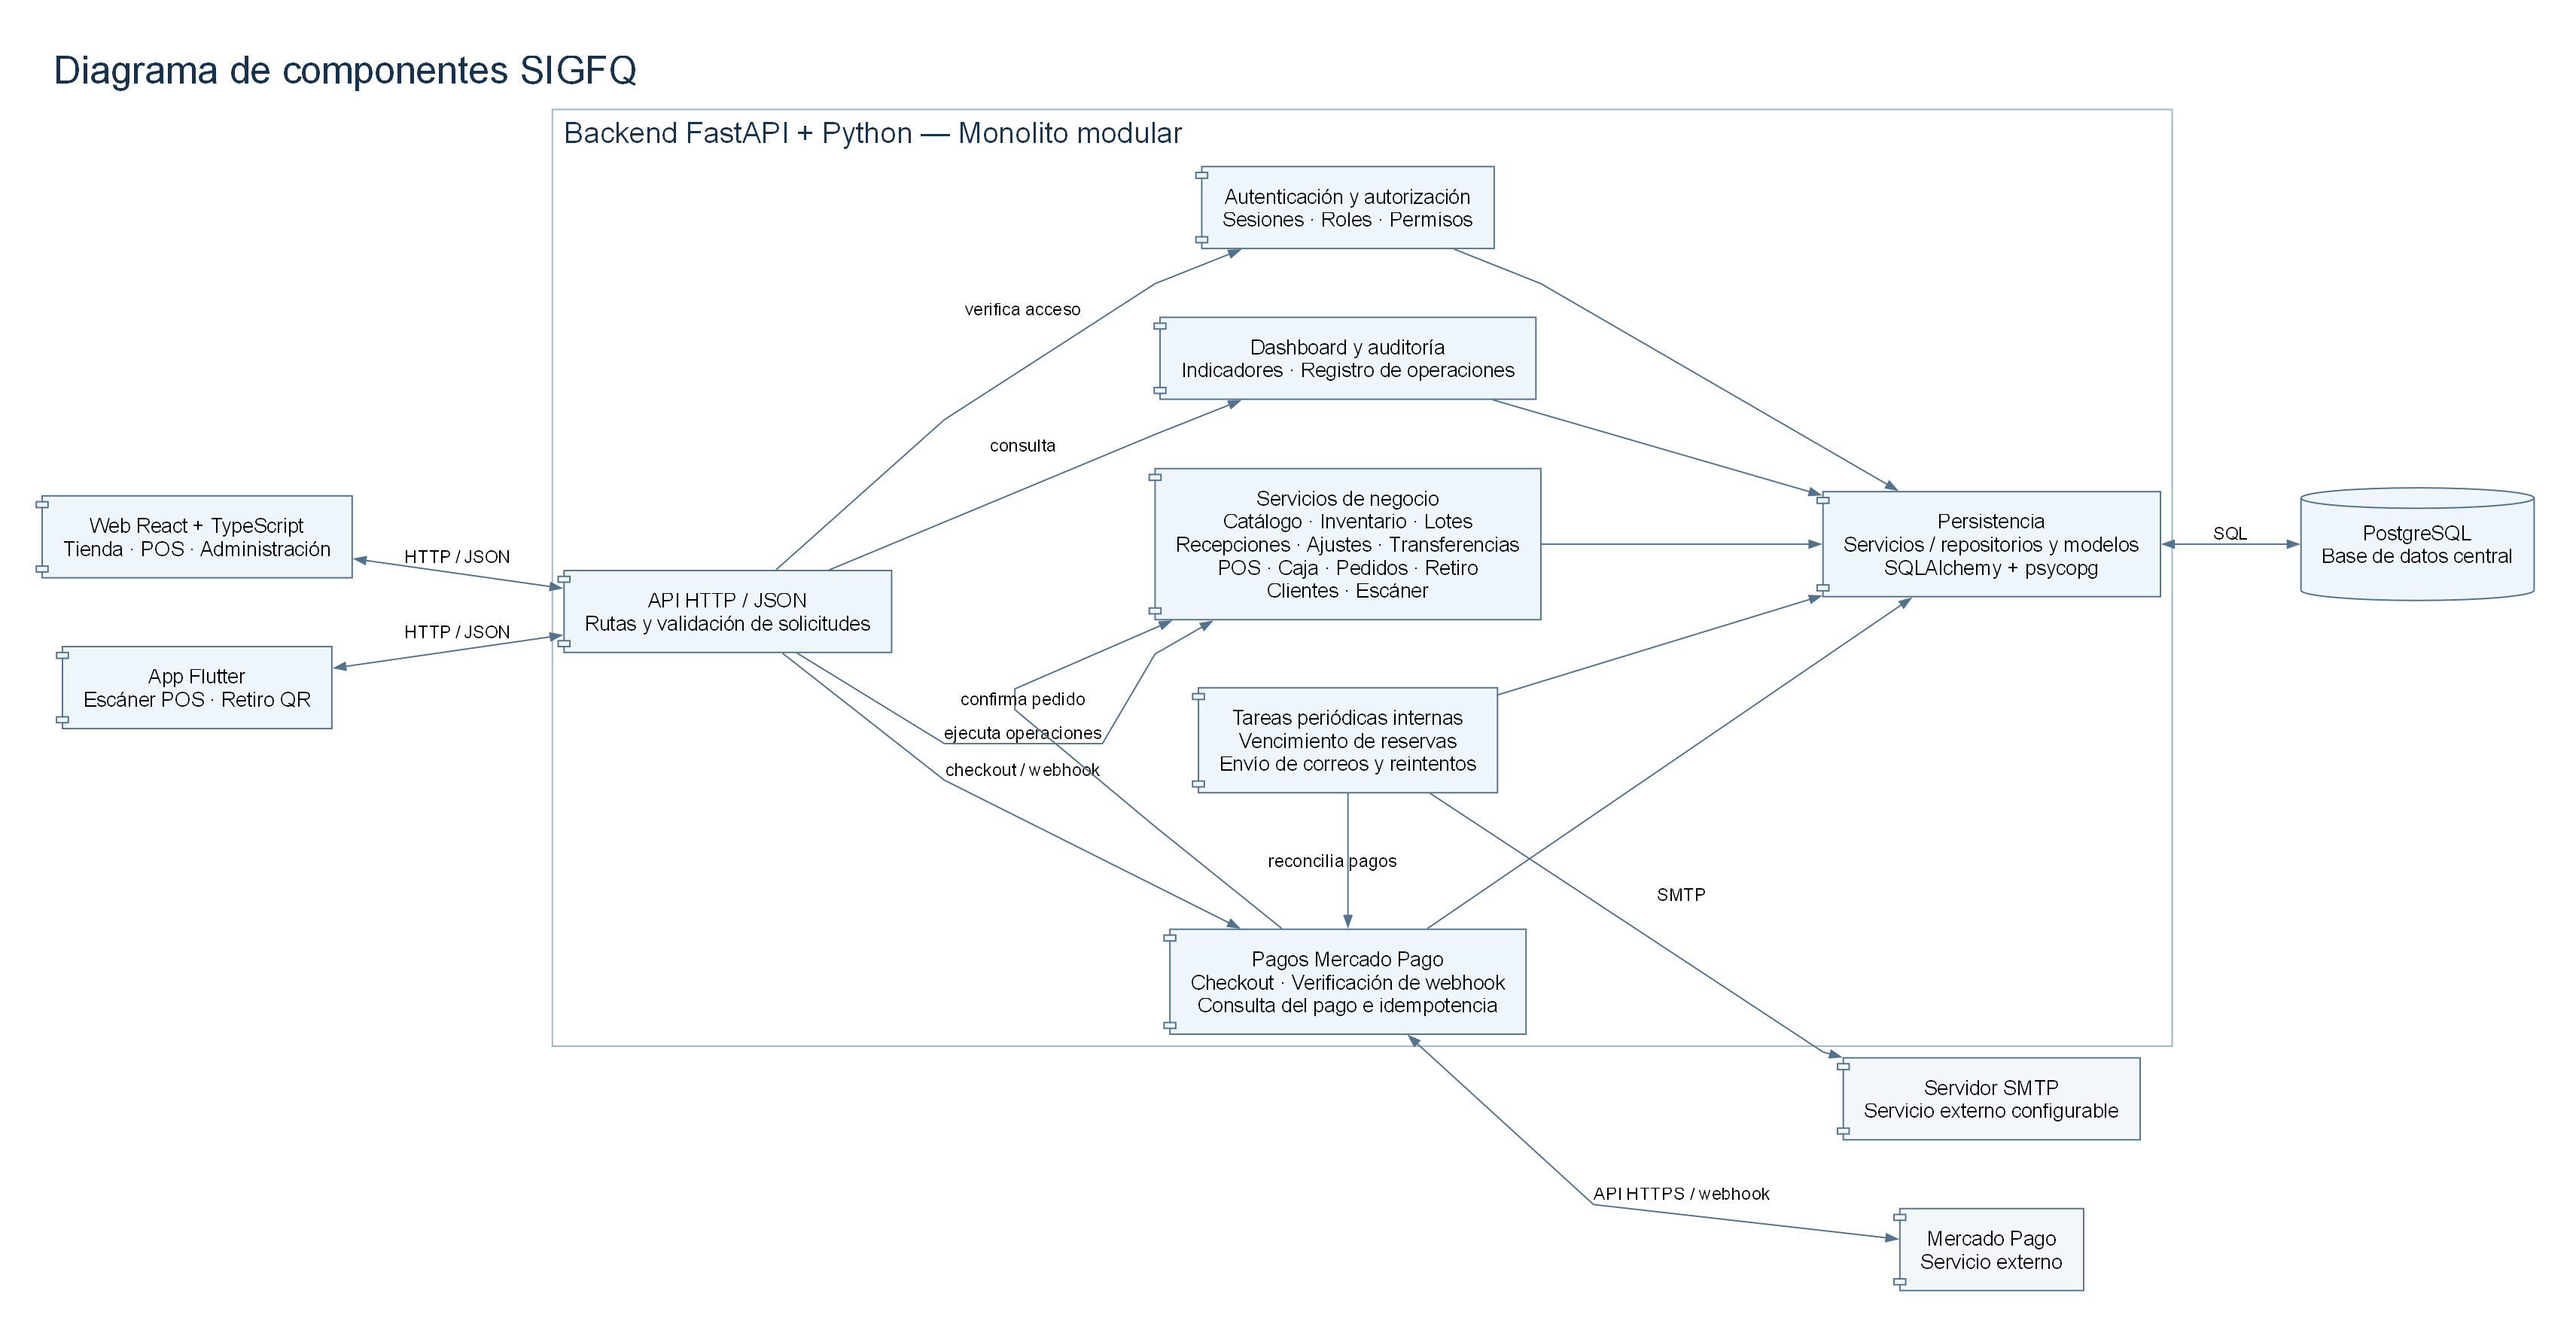 Diagrama de componentes SIGFQ
Backend FastAPI + Python — Monolito modular
Autenticación y autorización
Sesiones · Roles · Permisos
verifica acceso
Dashboard y auditoría
Indicadores · Registro de operaciones
consulta
Servicios de negocio
Catálogo · Inventario · Lotes
Recepciones · Ajustes · Transferencias
POS · Caja · Pedidos · Retiro
Clientes · Escáner
Web React + TypeScript
Tienda · POS · Administración
HTTP / JSON
Persistencia
Servicios / repositorios y modelos
SQLAlchemy + psycopg
SQL
PostgreSQL
Base de datos central
API HTTP / JSON
Rutas y validación de solicitudes
HTTP / JSON
App Flutter
Escáner POS · Retiro QR
confirma pedido
ejecuta operaciones
checkout / webhook
Tareas periódicas internas
Vencimiento de reservas
Envío de correos y reintentos
reconcilia pagos
SMTP
Pagos Mercado Pago
Checkout · Verificación de webhook
Consulta del pago e idempotencia
Servidor SMTP
Servicio externo configurable
API HTTPS / webhook
Mercado Pago
Servicio externo